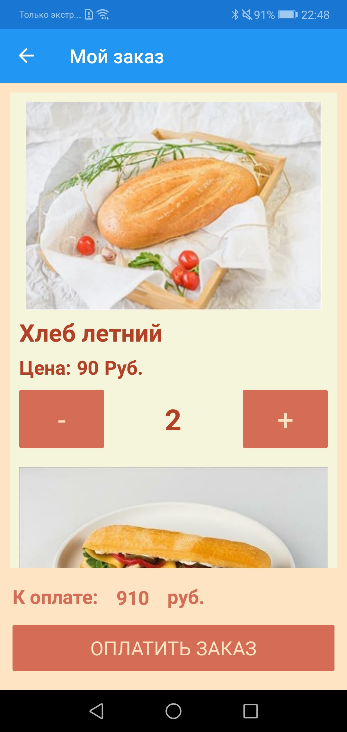 Только экстр... 91% 22:48
Мой заказ
Хлеб летний
Цена: 90 Руб.
- 2 +
К оплате: 910 руб.
ОПЛАТИТЬ ЗАКАЗ